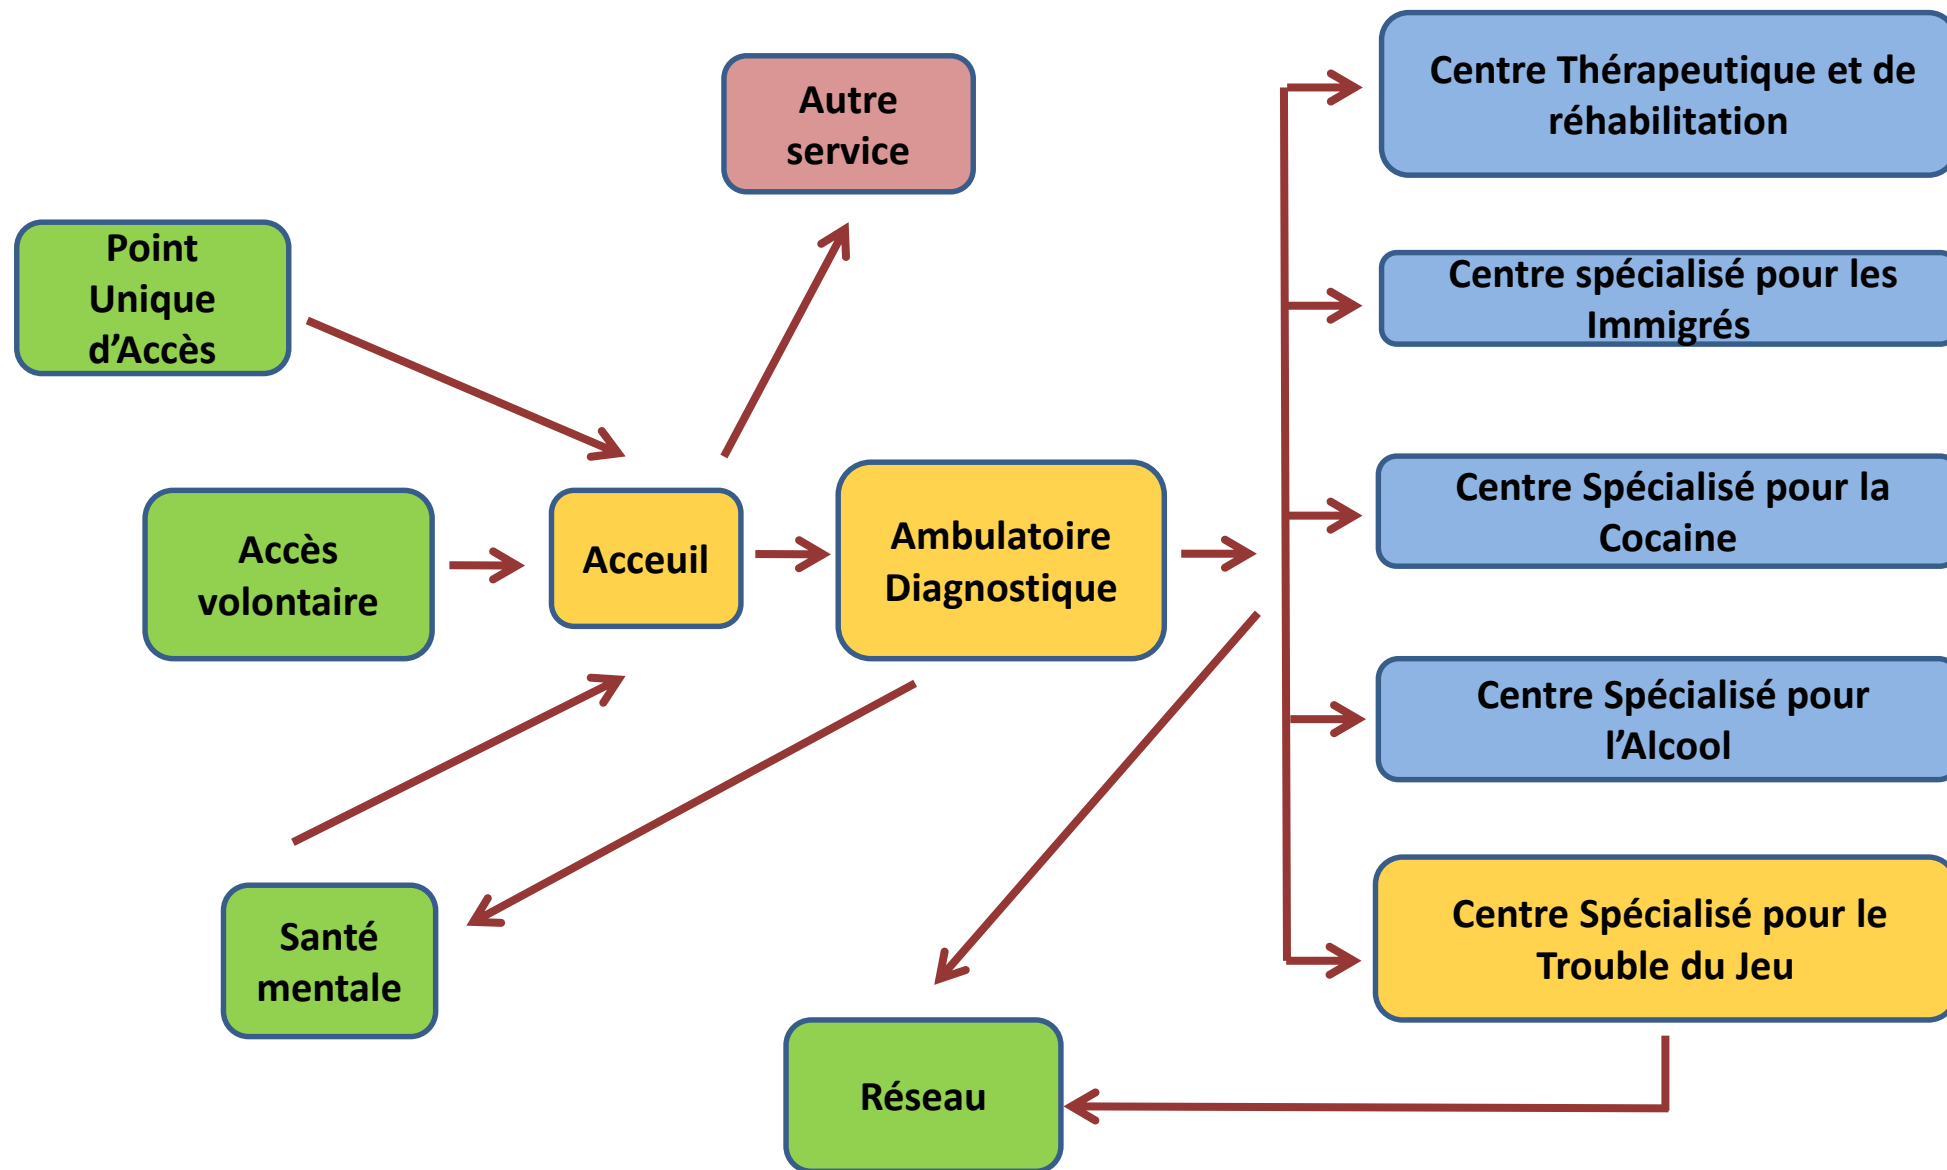 Centre Thérapeutique et de
réhabilitation
Autre
service
Point
Unique
d’Accès
Centre spécialisé pour les
Immigrés
Accès
volontaire
Acceuil
Ambulatoire
Diagnostique
Centre Spécialisé pour la
Cocaine
Centre Spécialisé pour
l’Alcool
Santé
mentale
Centre Spécialisé pour le
Trouble du Jeu
Réseau